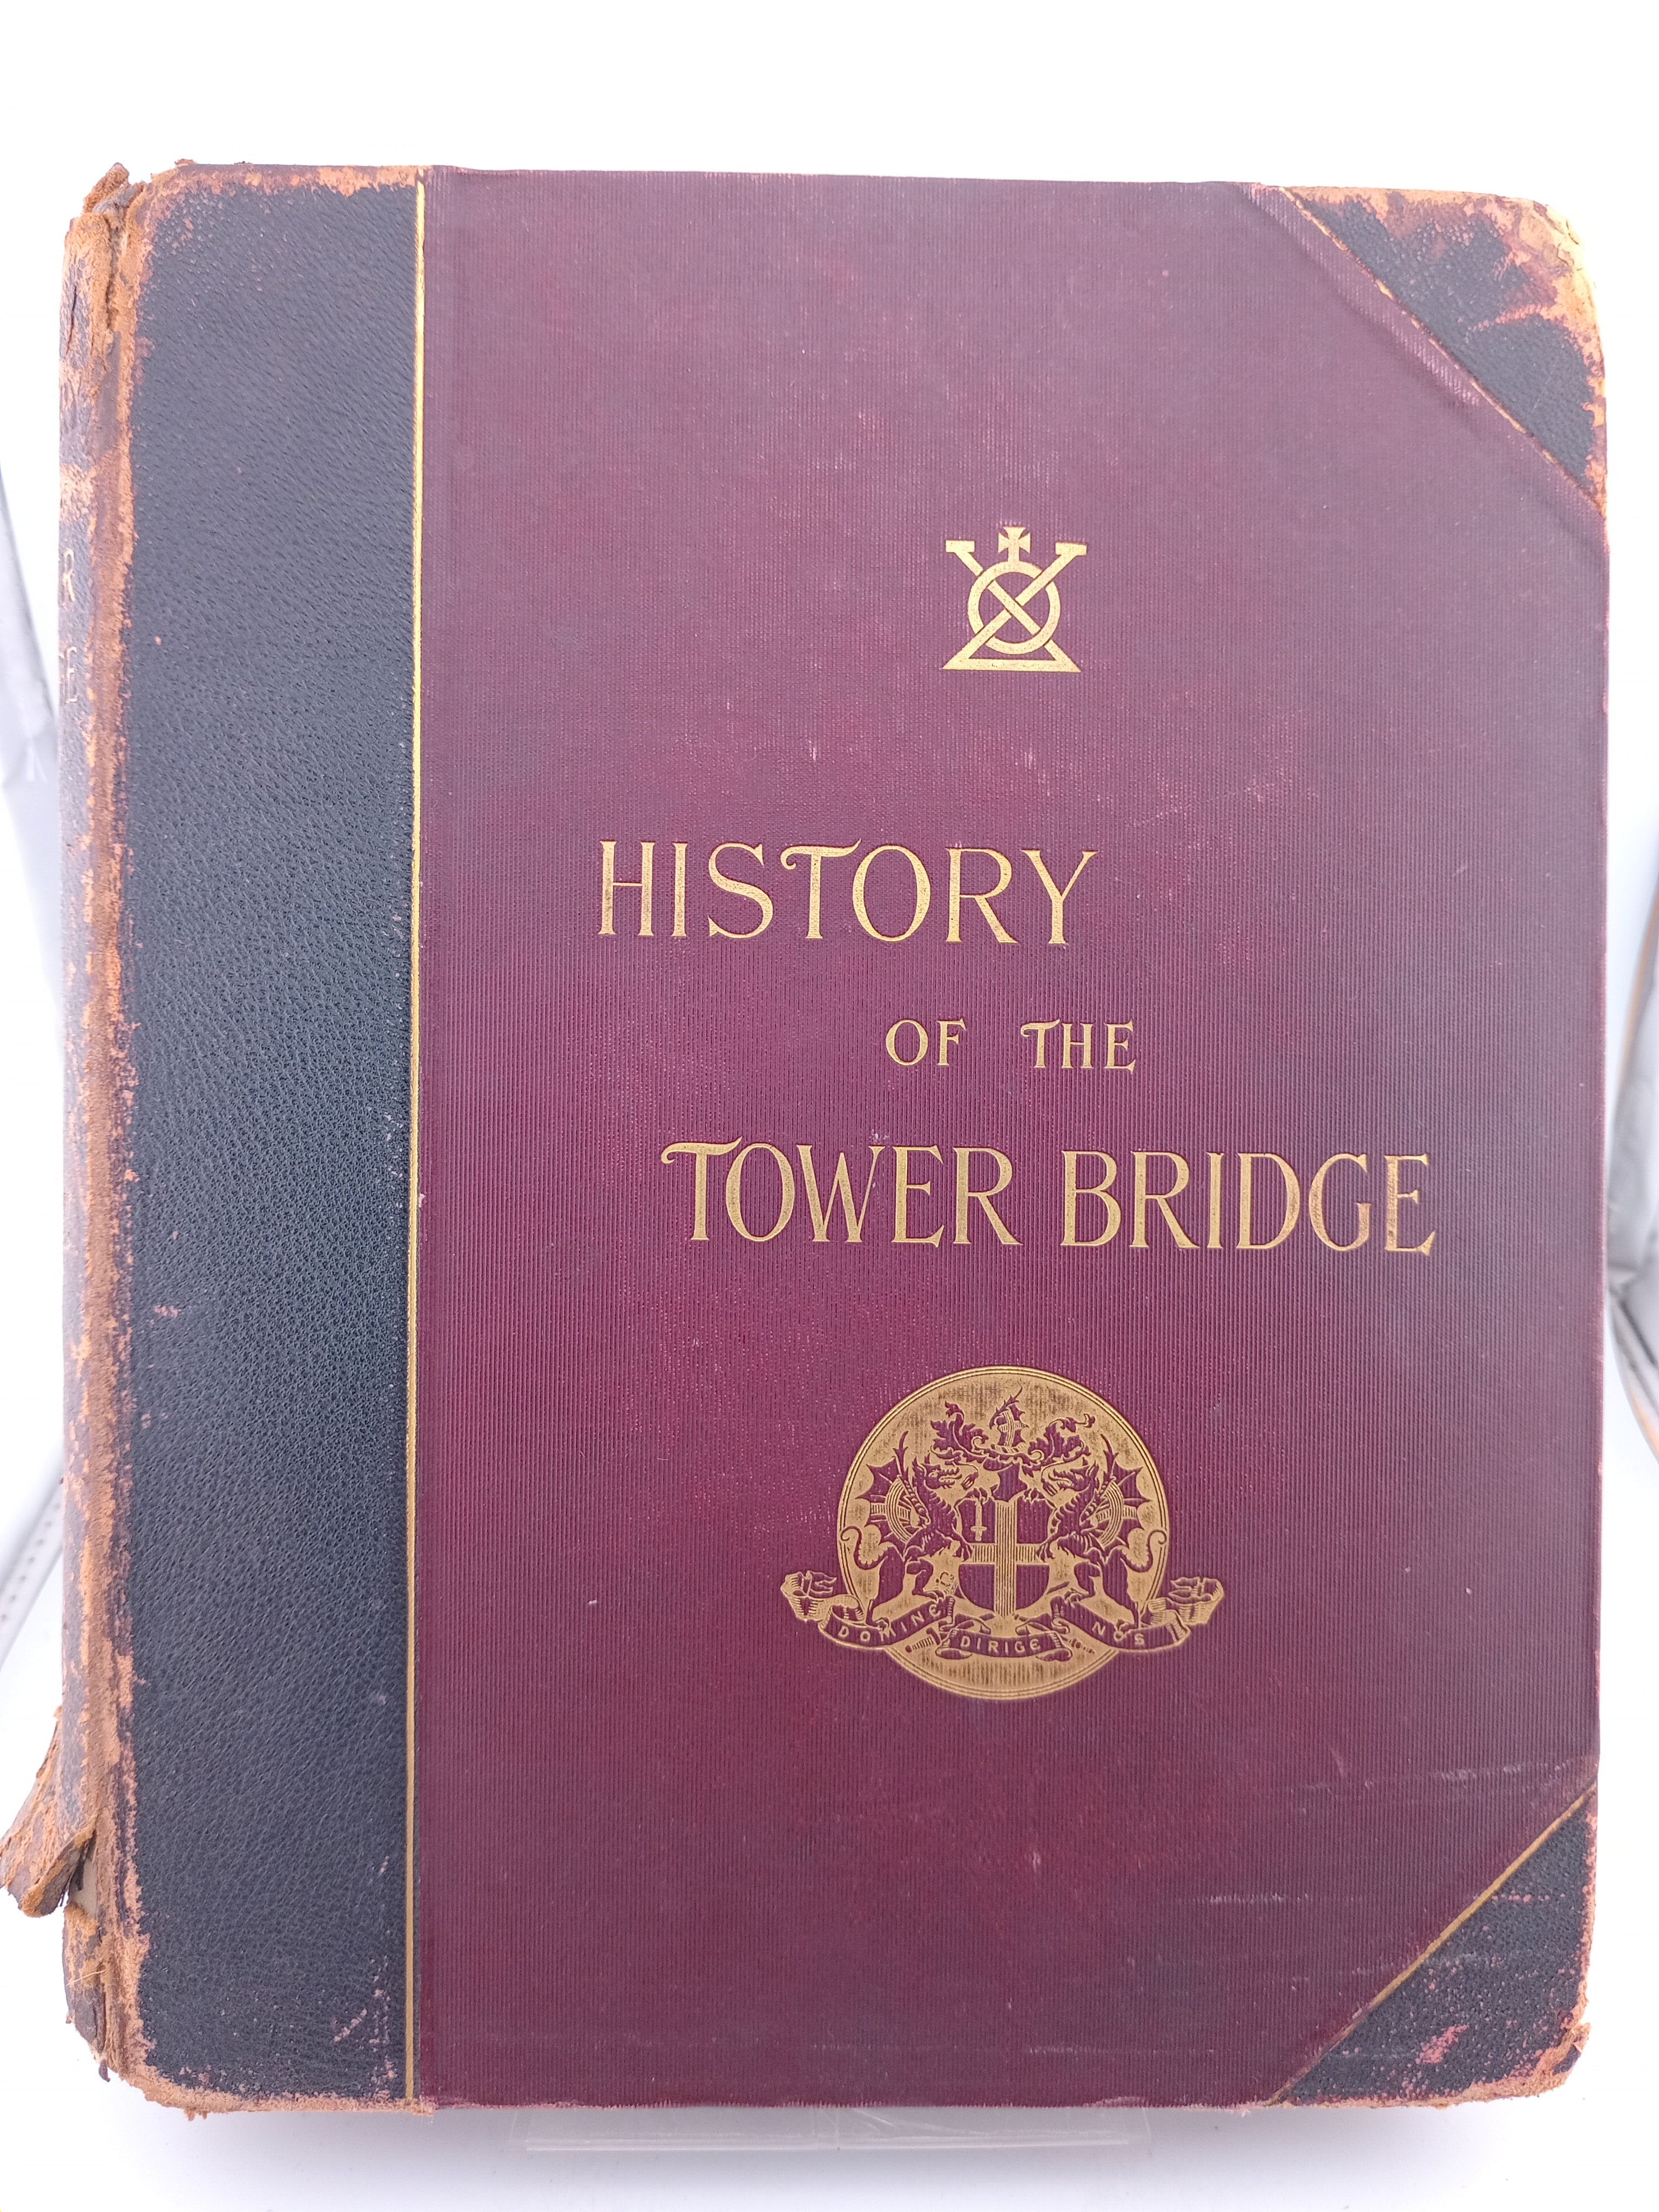 HISTORY
OF THE
TOWER BRIDGE
DOMINE DIRIGE NOS
R
E